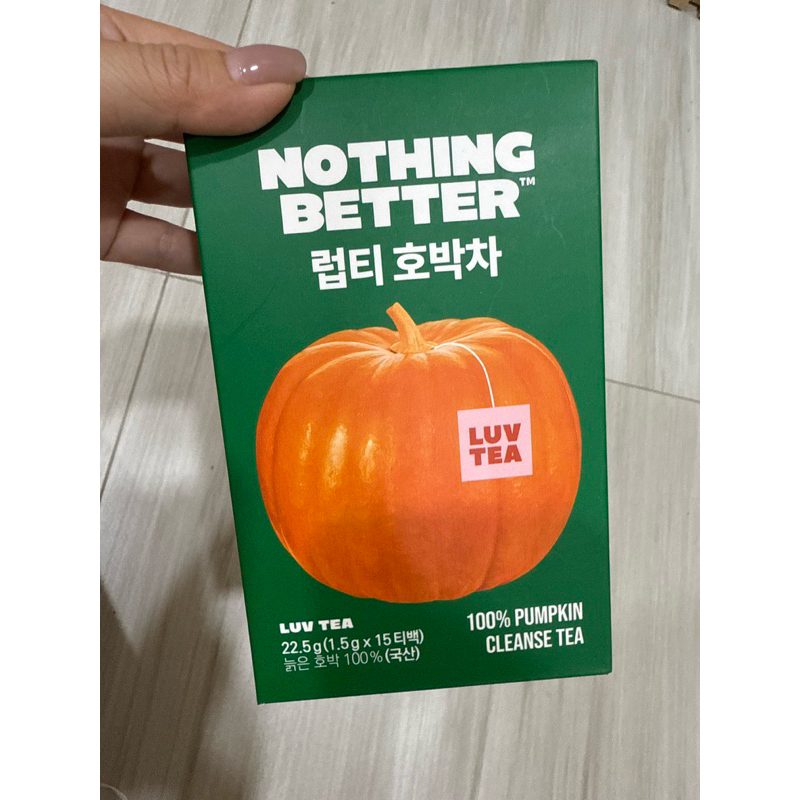 NOTHING
BETTER™
럽티 호박차
LUV
TEA
LUV TEA
22.5g(1.5g x 15티백)
늙은 호박 100%(국산)
100% PUMPKIN
CLEANSE TEA